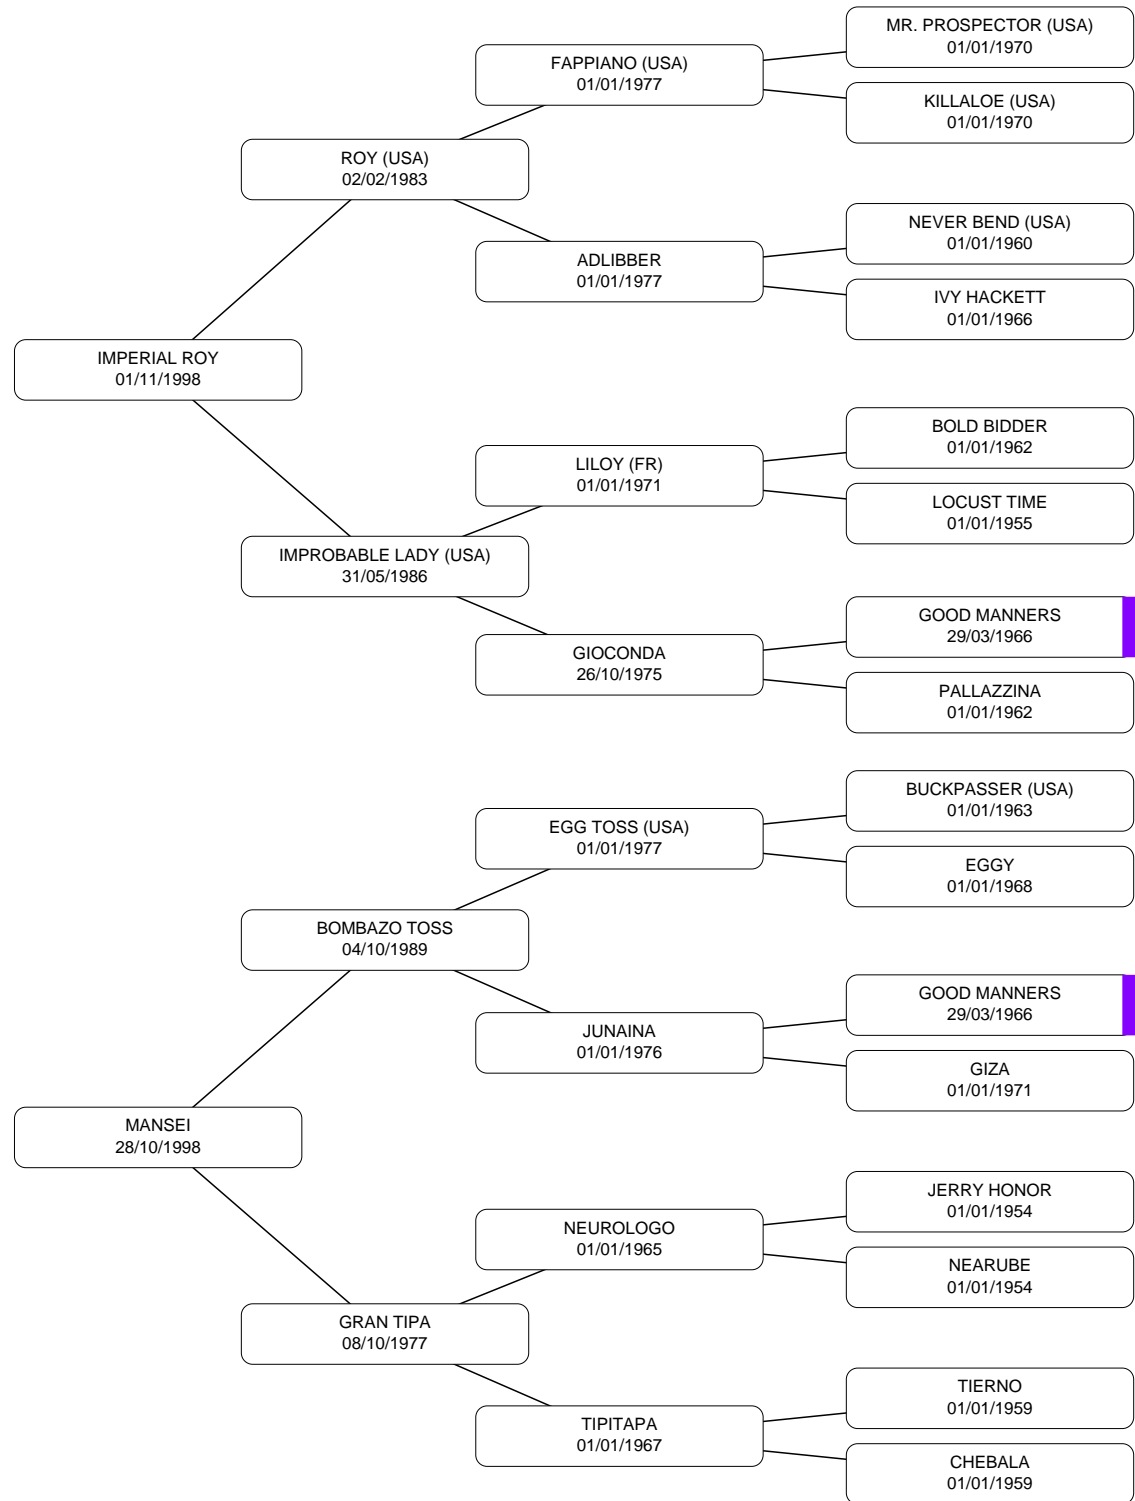 MR. PROSPECTOR (USA)
01/01/1970
FAPPIANO (USA)
01/01/1977
KILLALOE (USA)
01/01/1970
ROY (USA)
02/02/1983
NEVER BEND (USA)
01/01/1960
ADLIBBER
01/01/1977
IVY HACKETT
01/01/1966
IMPERIAL ROY
01/11/1998
BOLD BIDDER
01/01/1962
LILOY (FR)
01/01/1971
LOCUST TIME
01/01/1955
IMPROBABLE LADY (USA)
31/05/1986
GOOD MANNERS
29/03/1966
GIOCONDA
26/10/1975
PALLAZZINA
01/01/1962
BUCKPASSER (USA)
01/01/1963
EGG TOSS (USA)
01/01/1977
EGGY
01/01/1968
BOMBAZO TOSS
04/10/1989
GOOD MANNERS
29/03/1966
JUNAINA
01/01/1976
GIZA
01/01/1971
MANSEI
28/10/1998
JERRY HONOR
01/01/1954
NEUROLOGO
01/01/1965
NEARUBE
01/01/1954
GRAN TIPA
08/10/1977
TIERNO
01/01/1959
TIPITAPA
01/01/1967
CHEBALA
01/01/1959